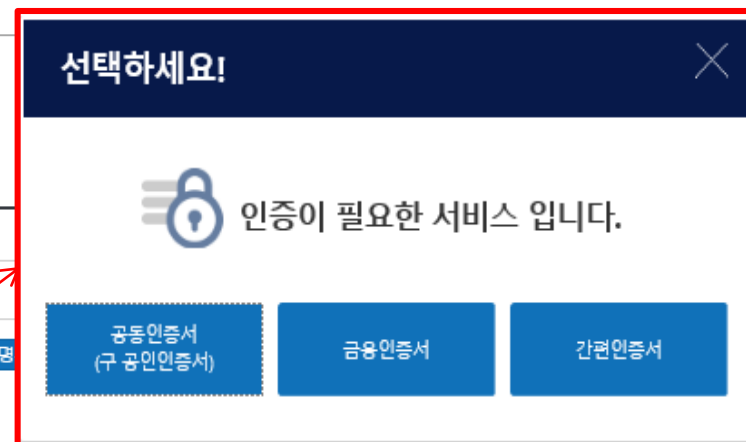 선택하세요!
인증이 필요한 서비스 입니다.
공동인증서
(구 공인인증서)
금융인증서
간편인증서
명